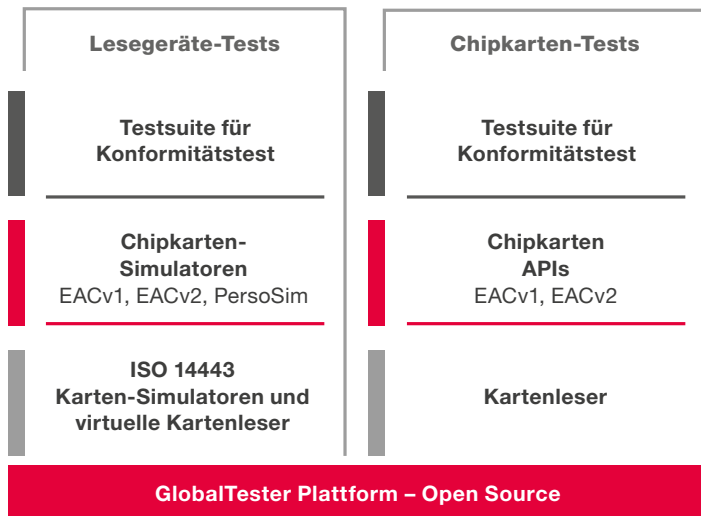 Lesegeräte-Tests
Testsuite für
Konformitätstest
Chipkarten-
Simulatoren
EACv1, EACv2, PersoSim
ISO 14443
Karten-Simulatoren und
virtuelle Kartenleser
Chipkarten-Tests
Testsuite für
Konformitätstest
Chipkarten
APIs
EACv1, EACv2
Kartenleser
GlobalTester Plattform – Open Source